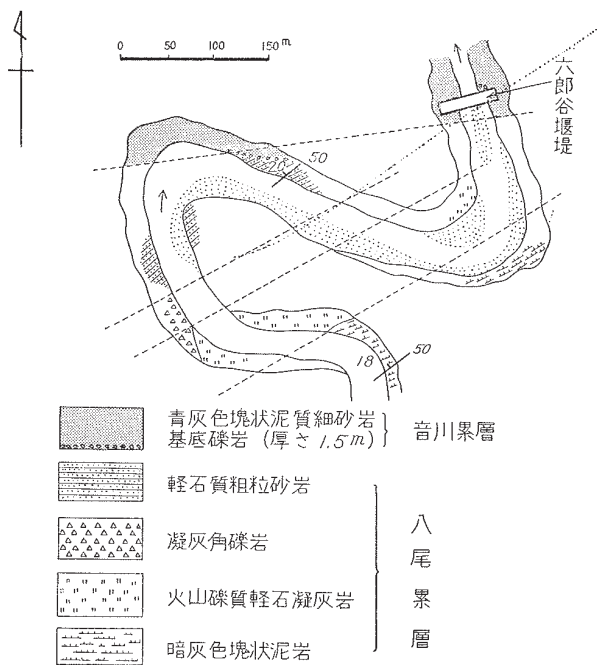 0 50 100 150 m
六郎谷堰堤
50
18
50
青灰色塊状泥質細砂岩
基底礫岩 (厚さ 1.5m)
音川累層
軽石質粗粒砂岩
凝灰角礫岩
火山礫質軽石凝灰岩
暗灰色塊状泥岩
八尾累層